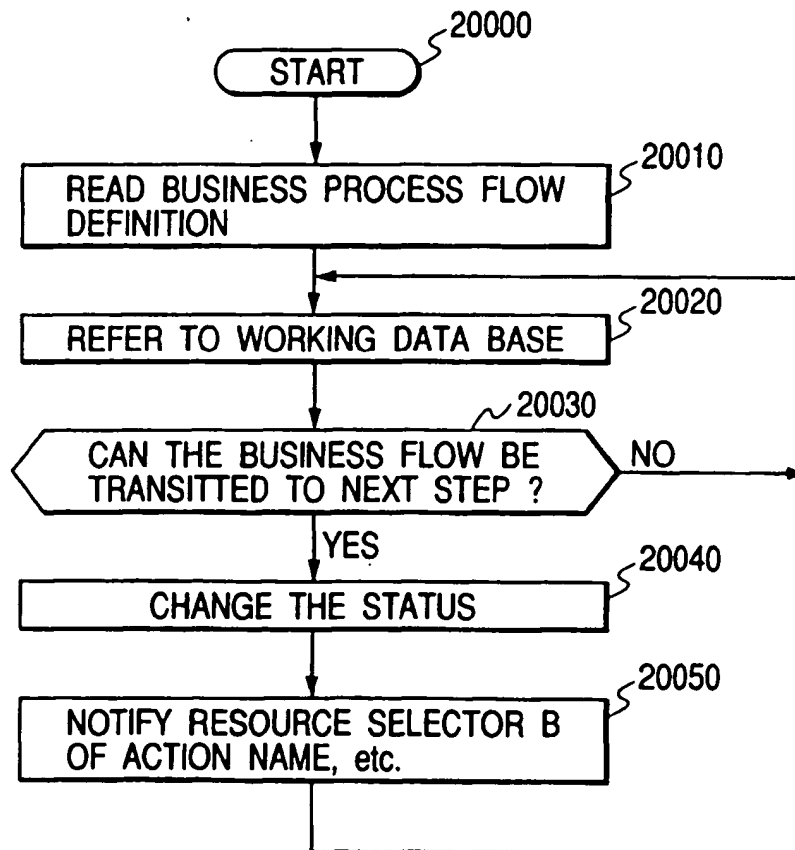 20000
START
20010
READ BUSINESS PROCESS FLOW
DEFINITION
20020
REFER TO WORKING DATA BASE
20030
CAN THE BUSINESS FLOW BE
TRANSITTED TO NEXT STEP ?
NO
YES
20040
CHANGE THE STATUS
20050
NOTIFY RESOURCE SELECTOR B
OF ACTION NAME, etc.